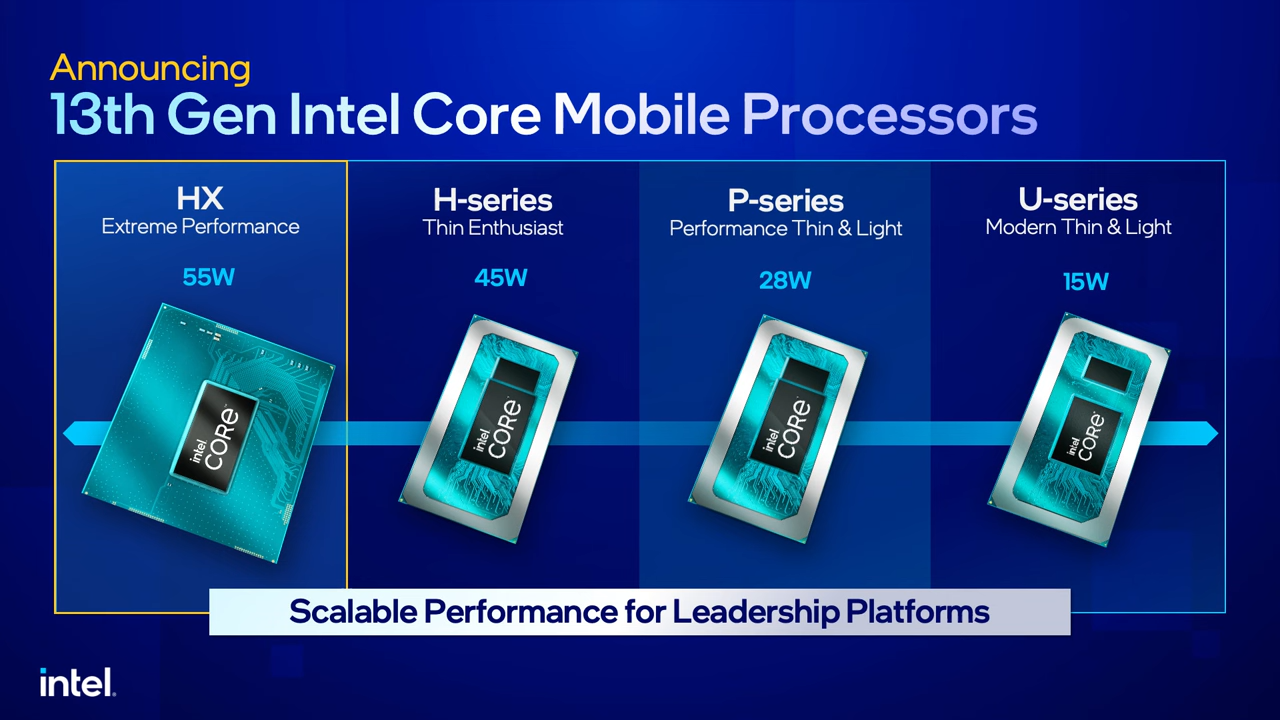 Announcing
13th Gen Intel Core Mobile Processors
HX
Extreme Performance
55W
H-series
Thin Enthusiast
45W
P-series
Performance Thin & Light
28W
U-series
Modern Thin & Light
15W
intel
CORE
intel
CORE
intel
CORE
intel
CORE
Scalable Performance for Leadership Platforms
intel